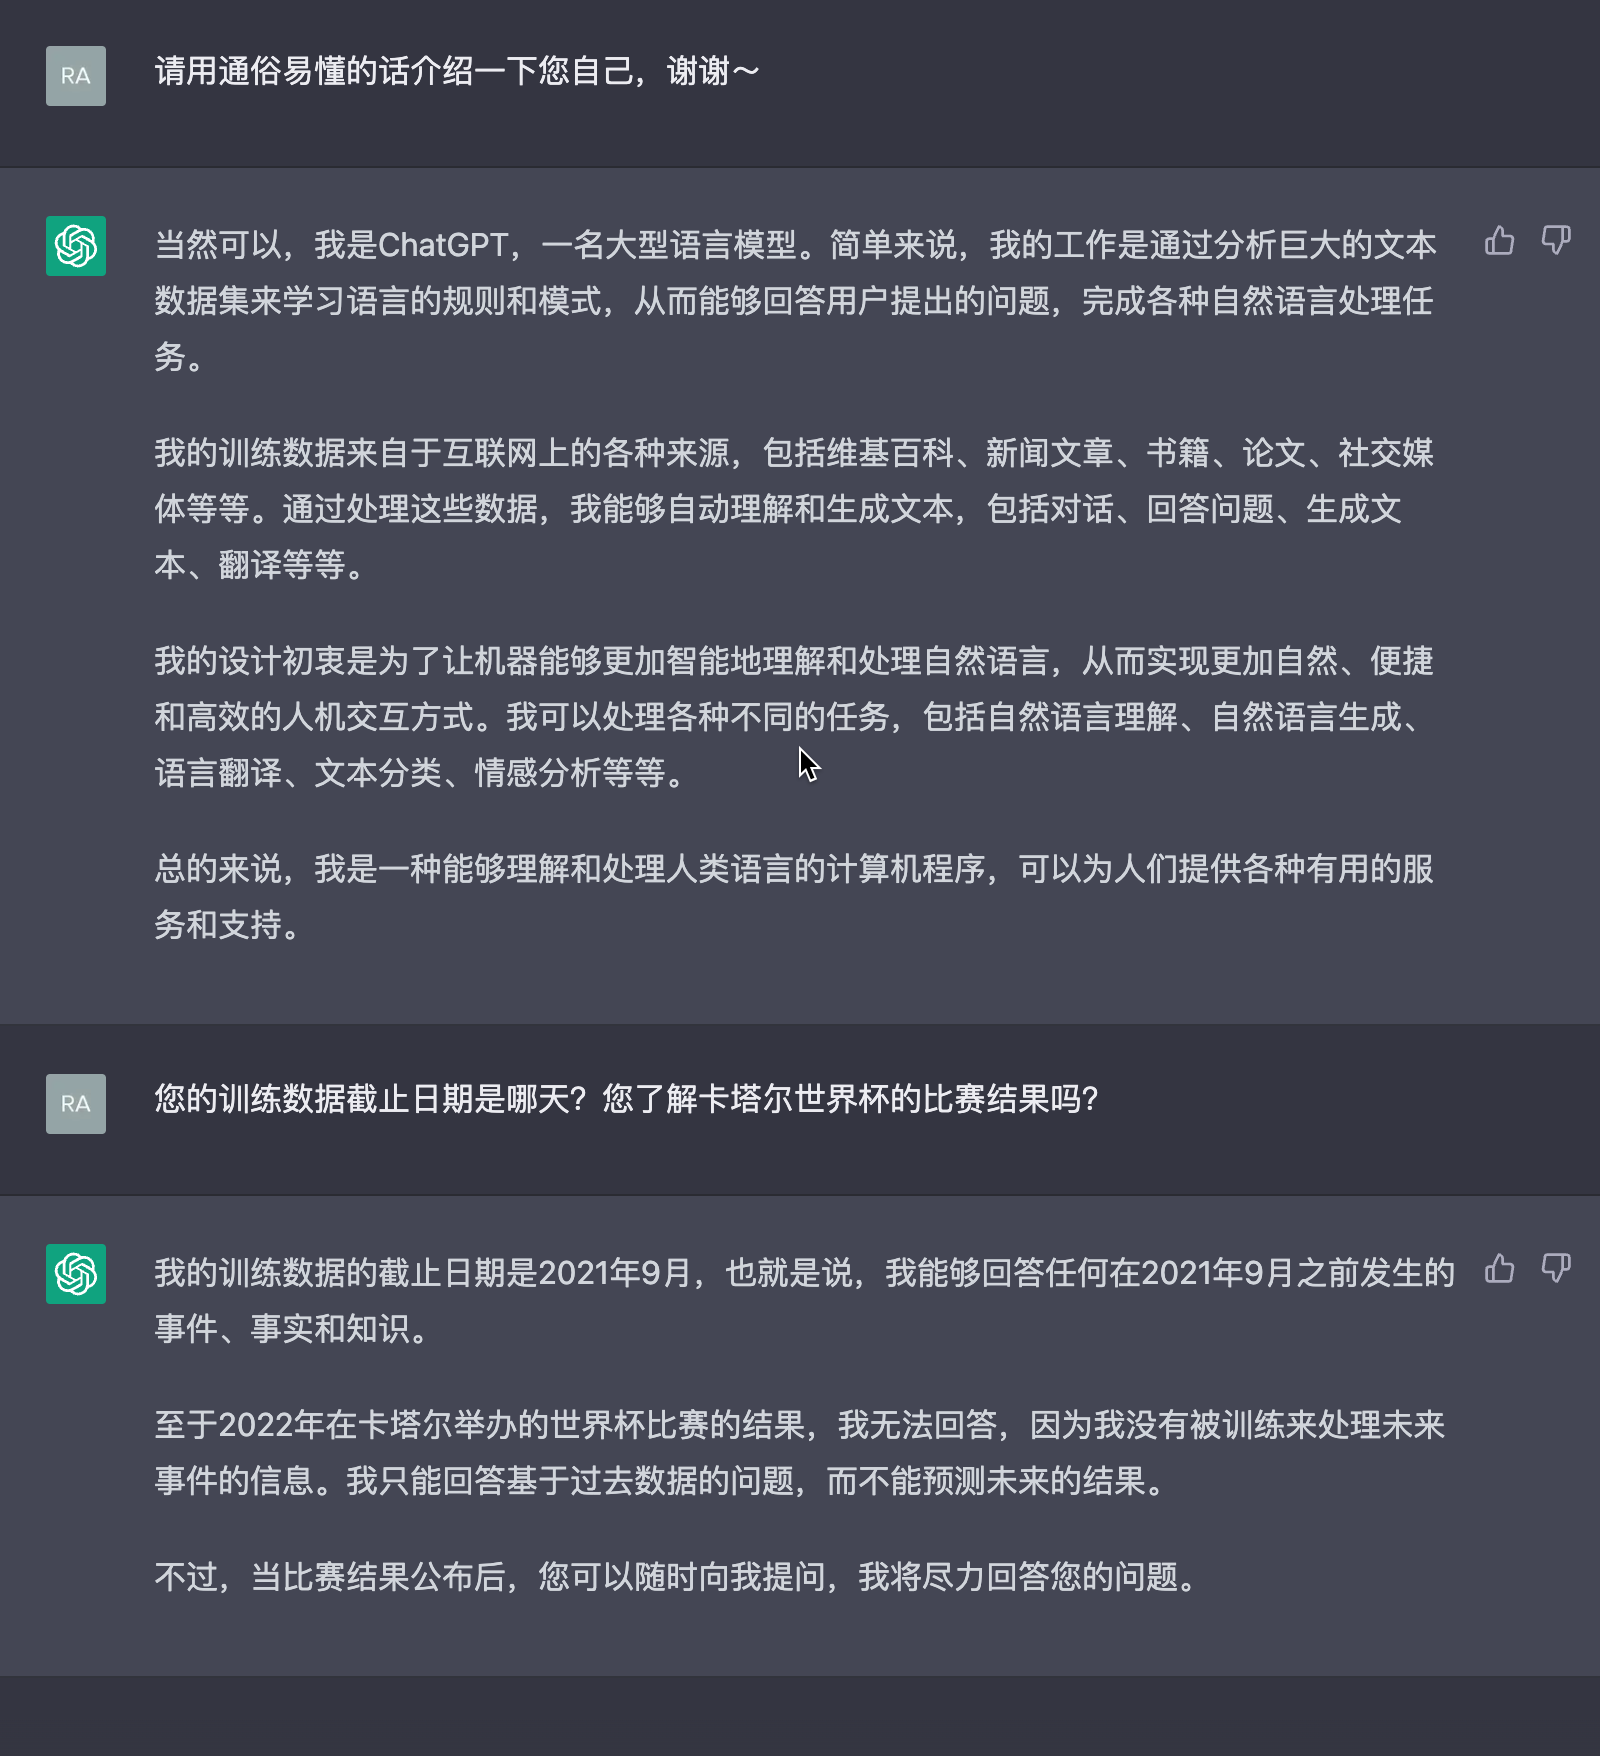 RA
请用通俗易懂的话介绍一下您自己，谢谢～
当然可以，我是ChatGPT，一名大型语言模型。简单来说，我的工作是通过分析巨大的文本
数据集来学习语言的规则和模式，从而能够回答用户提出的问题，完成各种自然语言处理任
务。
我的训练数据来自于互联网上的各种来源，包括维基百科、新闻文章、书籍、论文、社交媒
体等等。通过处理这些数据，我能够自动理解和生成文本，包括对话、回答问题、生成文
本、翻译等等。
我的设计初衷是为了让机器能够更加智能地理解和处理自然语言，从而实现更加自然、便捷
和高效的人机交互方式。我可以处理各种不同的任务，包括自然语言理解、自然语言生成、
语言翻译、文本分类、情感分析等等。
总的来说，我是一种能够理解和处理人类语言的计算机程序，可以为人们提供各种有用的服
务和支持。
RA
您的训练数据截止日期是哪天？您了解卡塔尔世界杯的比赛结果吗？
我的训练数据的截止日期是2021年9月，也就是说，我能够回答任何在2021年9月之前发生的
事件、事实和知识。
至于2022年在卡塔尔举办的世界杯比赛的结果，我无法回答，因为我没有被训练来处理未来
事件的信息。我只能回答基于过去数据的问题，而不能预测未来的结果。
不过，当比赛结果公布后，您可以随时向我提问，我将尽力回答您的问题。